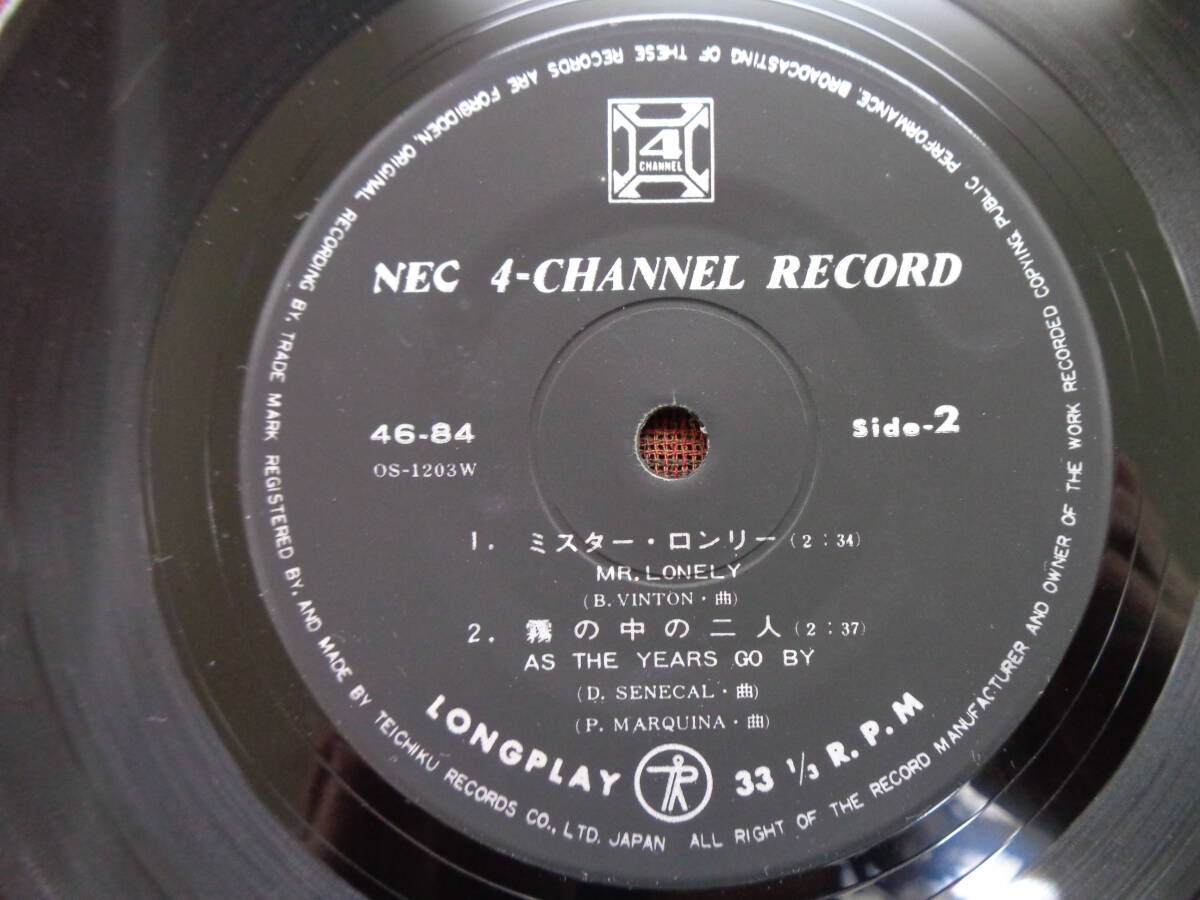 4
CHANNEL
NEC 4-CHANNEL RECORD
46-84
OS-1203W
Side-2
1. ミスター・ロンリー (2:34)
MR. LONELY
(B. VINTON・曲)
2. 霧の中の二人 (2:37)
AS THE YEARS GO BY
(D. SENECAL・曲)
(P. MARQUINA・曲)
LONGPLAY 33 1/3 R.P.M
ALL RIGHT OF THE RECORD MANUFACTURER AND OWNER OF THE WORK RECORDED COPYING, PUBLIC PERFORMANCE, BROADCASTING OF THESE RECORDS ARE FORBIDDEN. ORIGINAL RECORDING BY, TRADE MARK REGISTERED BY, AND MADE BY TEICHIKU RECORDS CO., LTD. JAPAN